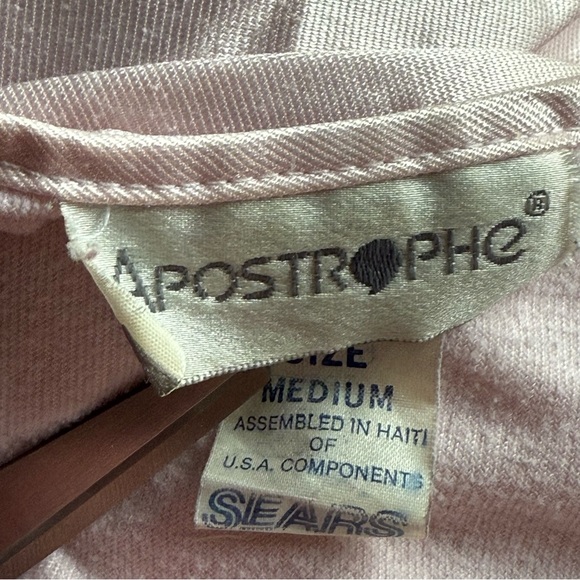 APOSTROPHe®
SIZE
MEDIUM
ASSEMBLED IN HAITI
OF
U.S.A. COMPONENTS
SEARS